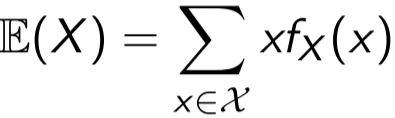 𝔼(X) = ∑_{x∈𝒳} x f_X(x)